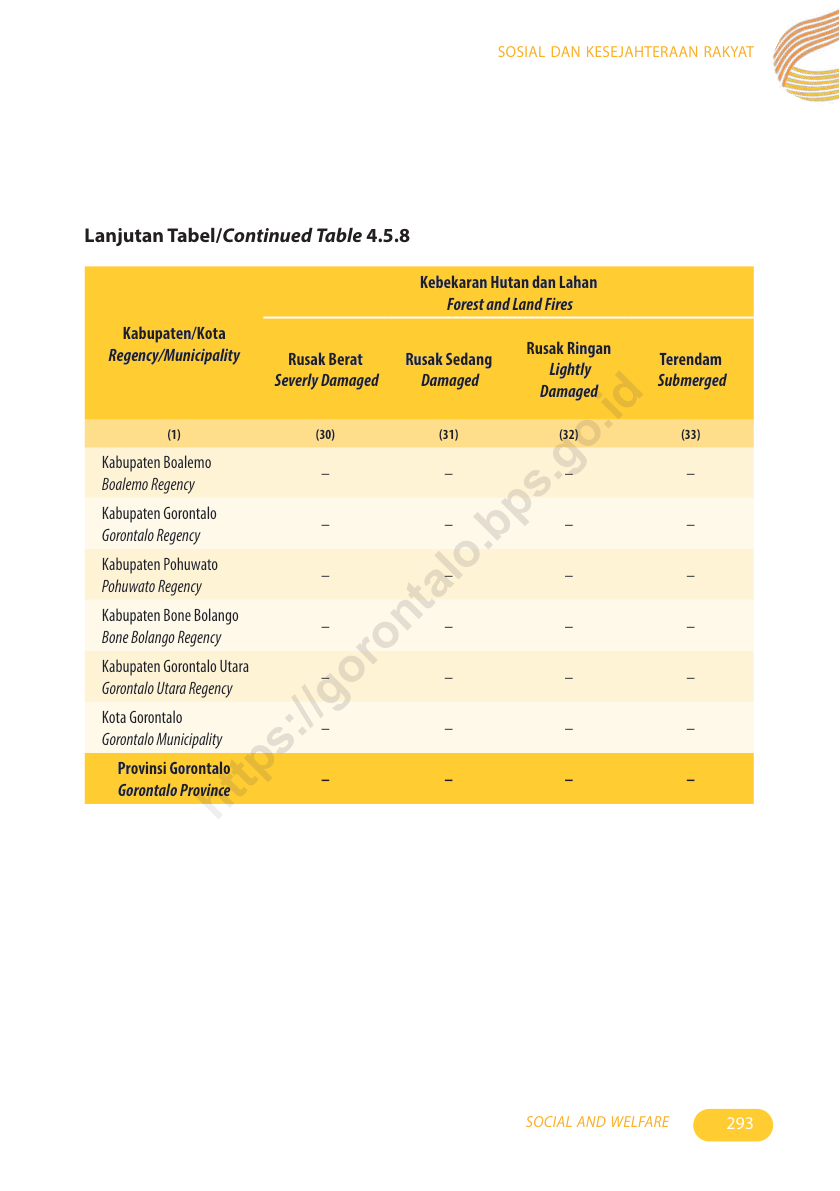 SOSIAL DAN KESEJAHTERAAN RAKYAT
Lanjutan Tabel/Continued Table 4.5.8
Kabupaten/Kota
Regency/Municipality
Kebekaran Hutan dan Lahan
Forest and Land Fires
Rusak Berat
Severly Damaged
Rusak Sedang
Damaged
Rusak Ringan
Lightly
Damaged
Terendam
Submerged
(1) (30) (31) (32) (33)
Kabupaten Boalemo
Boalemo Regency
– – – –
Kabupaten Gorontalo
Gorontalo Regency
– – – –
Kabupaten Pohuwato
Pohuwato Regency
– – – –
Kabupaten Bone Bolango
Bone Bolango Regency
– – – –
Kabupaten Gorontalo Utara
Gorontalo Utara Regency
– – – –
Kota Gorontalo
Gorontalo Municipality
– – – –
Provinsi Gorontalo
Gorontalo Province
– – – –
https://gorontalo.bps.go.id
SOCIAL AND WELFARE 293